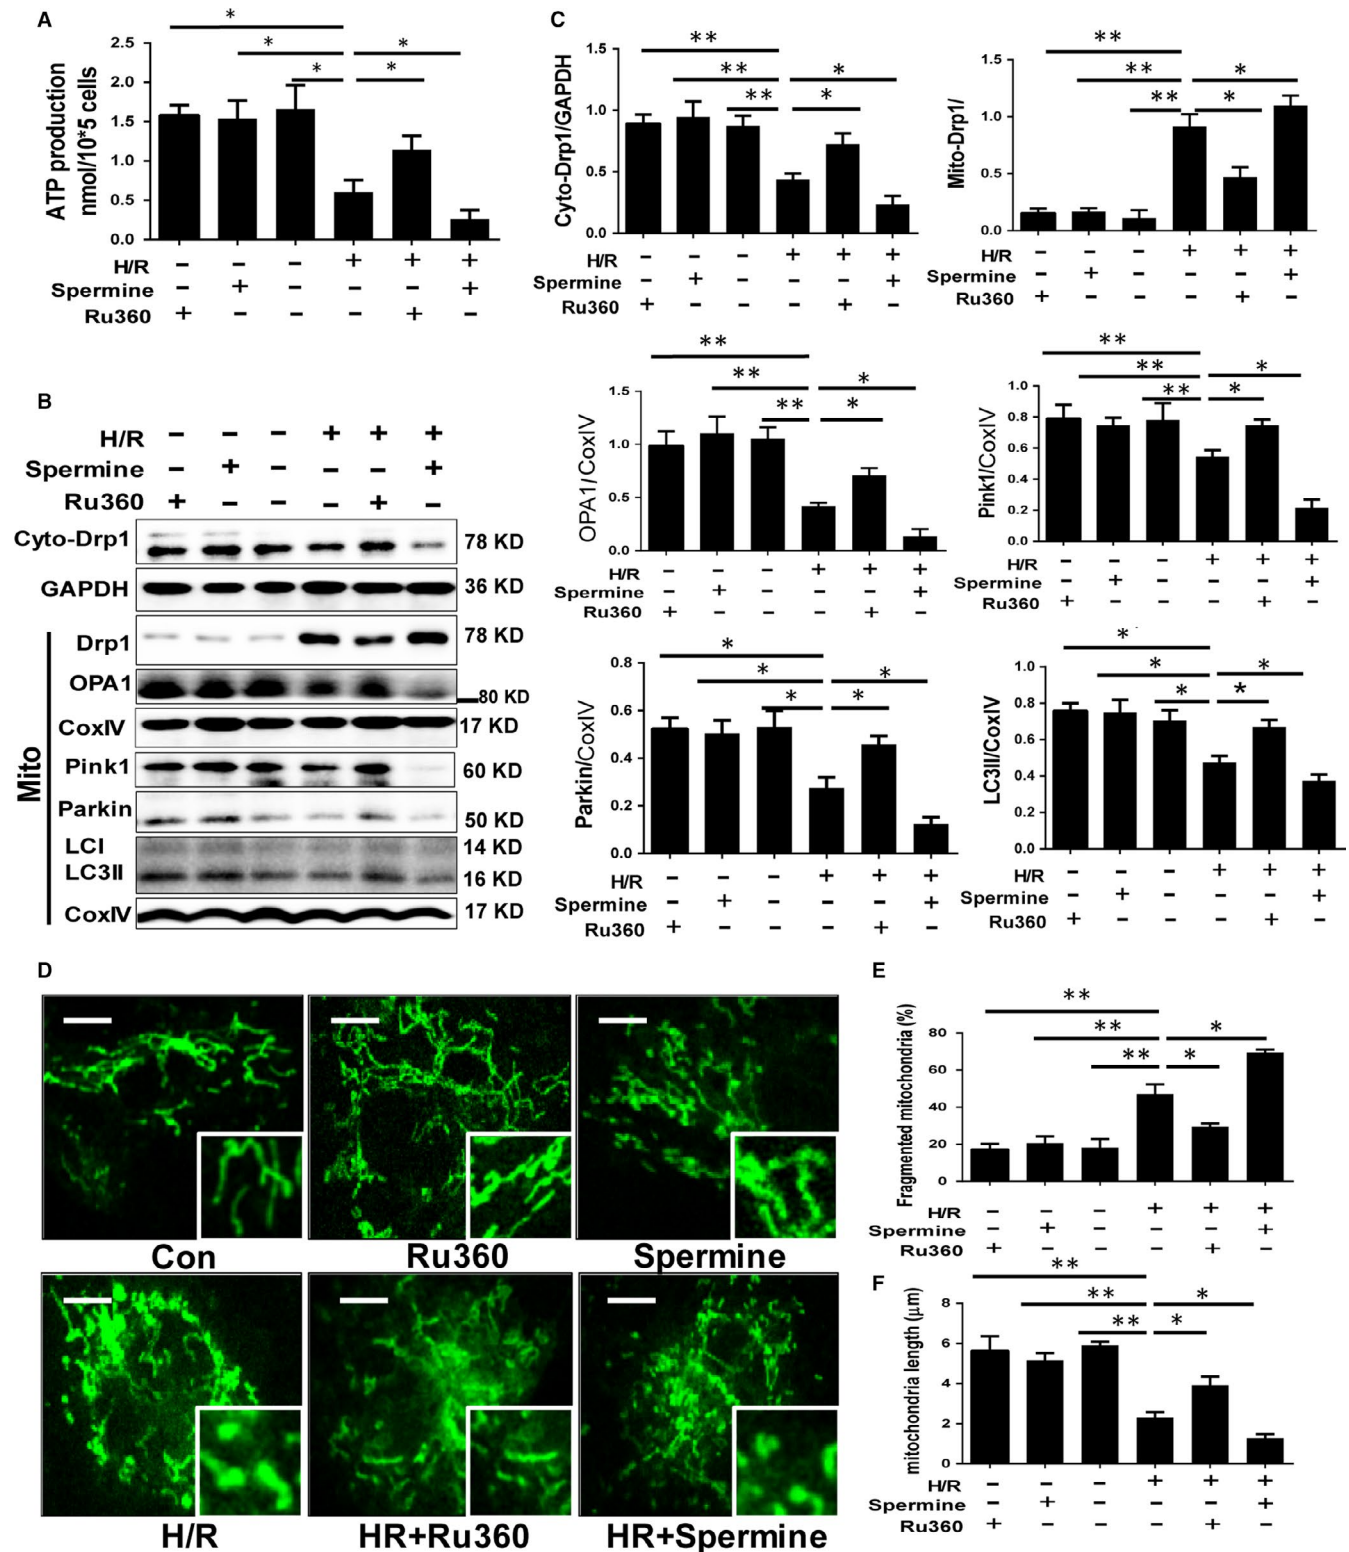 A
* * * * *
ATP production
nmol/10*5 cells
2.5
2.0
1.5
1.0
0.5
0.0
H/R – – – + + +
Spermine – + – – – +
Ru360 + – – – + –
B
H/R – – – + + +
Spermine – + – – – +
Ru360 + – – – + –
Cyto-Drp1 78 KD
GAPDH 36 KD
Mito
Drp1 78 KD
OPA1 80 KD
CoxIV 17 KD
Pink1 60 KD
Parkin 50 KD
LCI 14 KD
LC3II 16 KD
CoxIV 17 KD
C
** ** ** * *
Cyto-Drp1/GAPDH
1.5
1.0
0.5
0.0
H/R – – – + + +
Spermine – + – – – +
Ru360 + – – – + –
** ** ** * *
Mito-Drp1/
1.5
1.0
0.5
0.0
H/R – – – + + +
Spermine – + – – – +
Ru360 + – – – + –
** ** ** * *
OPA1/CoxIV
1.5
1.0
0.5
0.0
H/R – – – + + +
Spermine – + – – – +
Ru360 + – – – + –
** ** ** * *
Pink1/CoxIV
1.0
0.8
0.6
0.4
0.2
0.0
H/R – – – + + +
Spermine – + – – – +
Ru360 + – – – + –
* * * * *
Parkin/CoxIV
0.8
0.6
0.4
0.2
0.0
H/R – – – + + +
Spermine – + – – – +
Ru360 + – – – + –
* * * * *
LC3II/CoxIV
1.0
0.8
0.6
0.4
0.2
0.0
H/R – – – + + +
Spermine – + – – – +
Ru360 + – – – + –
D
Con Ru360 Spermine
H/R HR+Ru360 HR+Spermine
E
** ** ** * *
Fragmented mitochondria (%)
80
60
40
20
0
H/R – – – + + +
Spermine – + – – – +
Ru360 + – – – + –
F
** ** ** * *
mitochondria length (μm)
8
6
4
2
0
H/R – – – + + +
Spermine – + – – – +
Ru360 + – – – + –